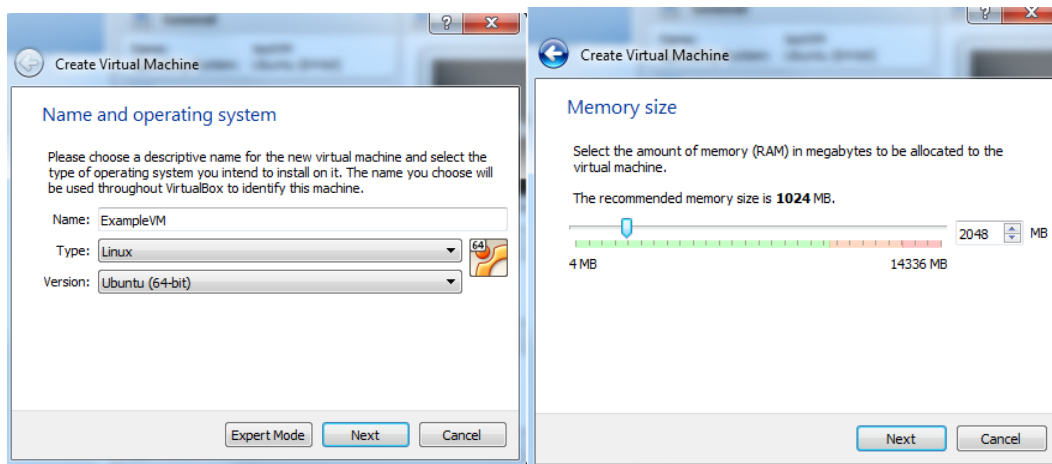 ?
x
Create Virtual Machine
Name and operating system
Please choose a descriptive name for the new virtual machine and select the
type of operating system you intend to install on it. The name you choose will
be used throughout VirtualBox to identify this machine.
Name: ExampleVM
Type: Linux
64
Version: Ubuntu (64-bit)
Expert Mode
Next
Cancel
?
x
Create Virtual Machine
Memory size
Select the amount of memory (RAM) in megabytes to be allocated to the
virtual machine.
The recommended memory size is 1024 MB.
2048 MB
4 MB 14336 MB
Next
Cancel